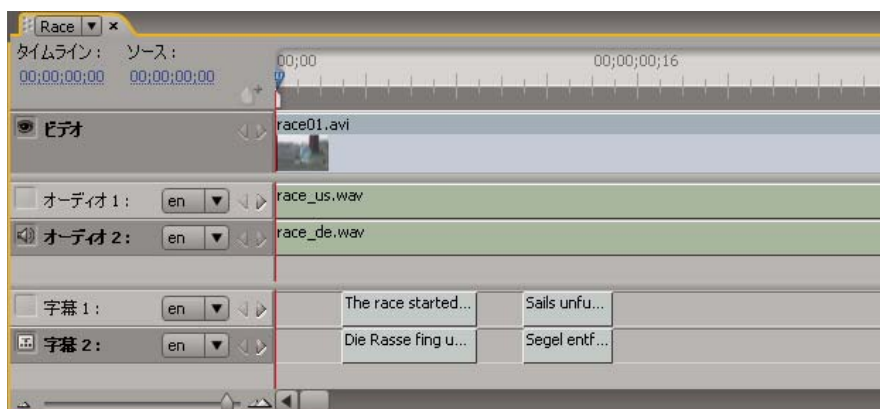 Race
タイムライン: ソース:
00;00;00;00 00;00;00;00
00;00 00;00;00;16
ビデオ
race01.avi
オーディオ 1: en
race_us.wav
オーディオ 2: en
race_de.wav
字幕 1: en
The race started... Sails unfu...
字幕 2: en
Die Rasse fing u... Segel entf...